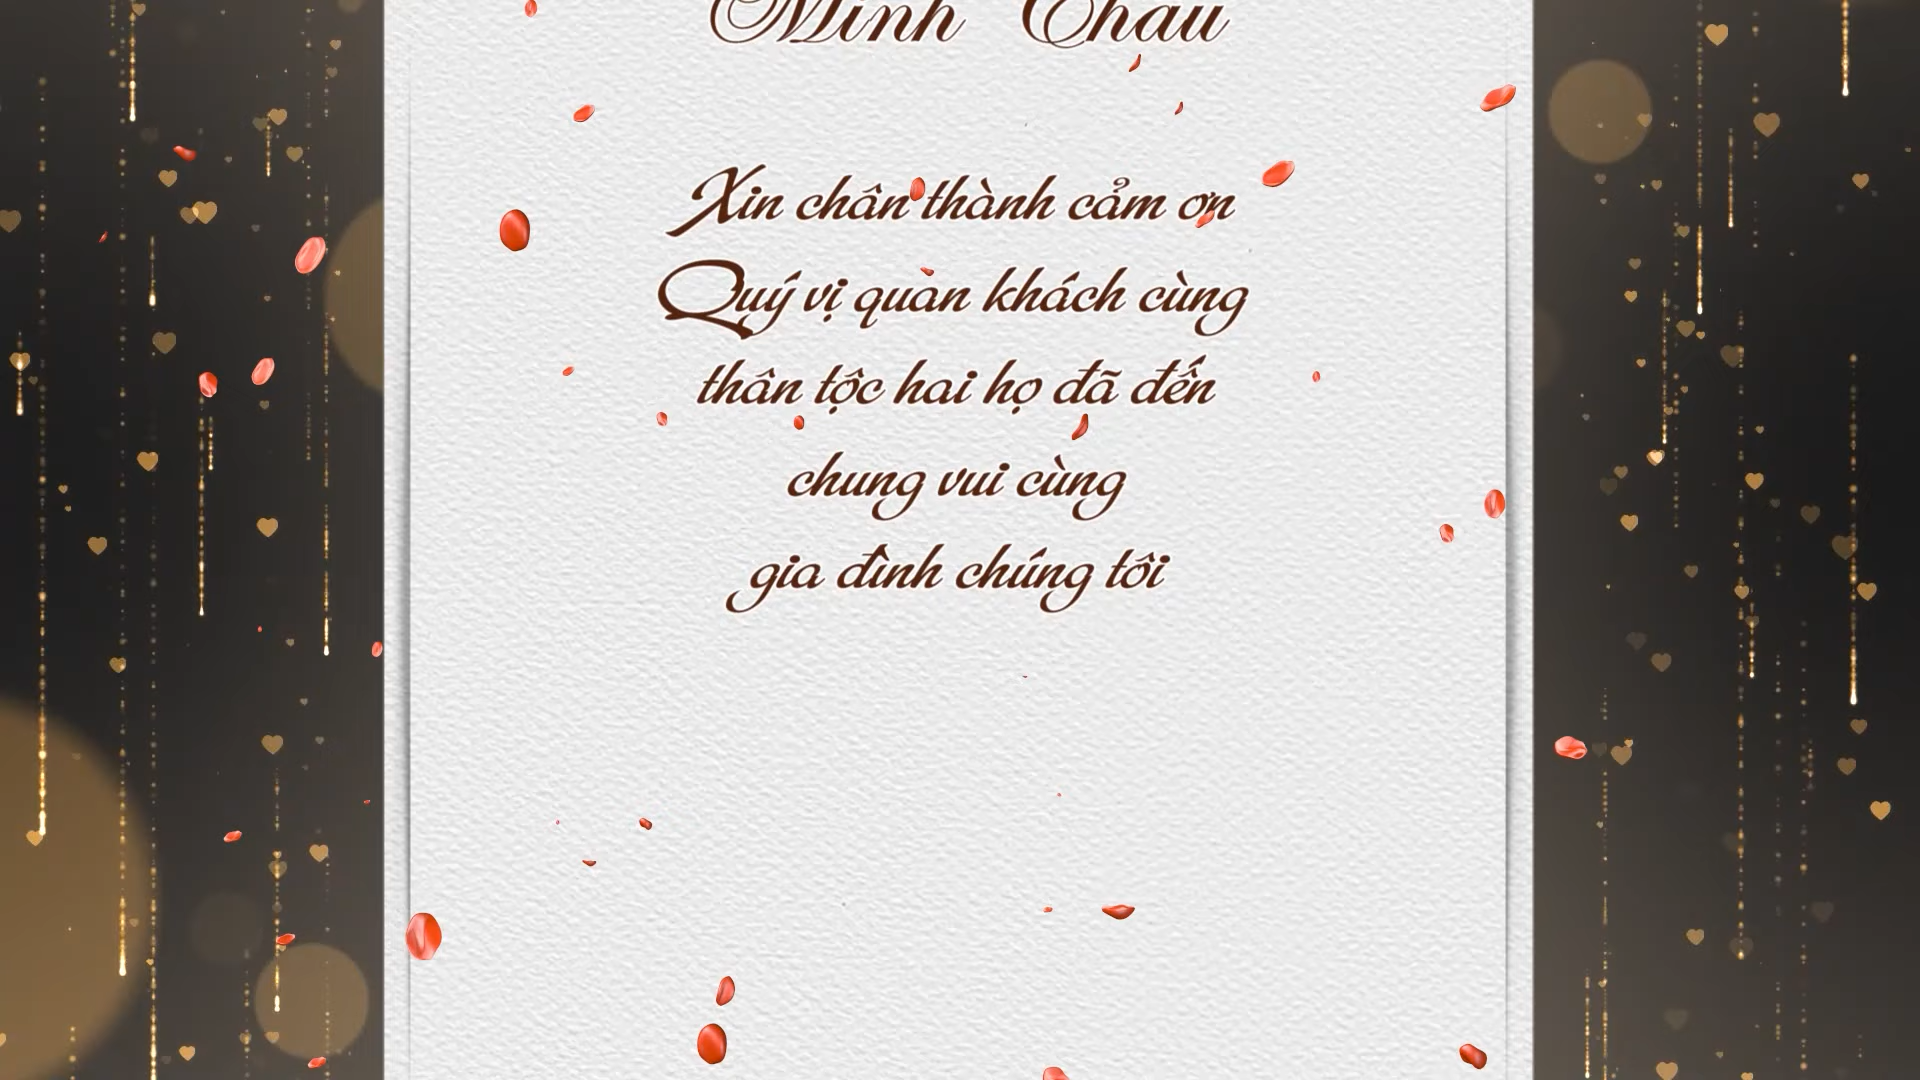 Minh Châu
Xin chân thành cảm ơn
Quý vị quan khách cùng
thân tộc hai họ đã đến
chung vui cùng
gia đình chúng tôi